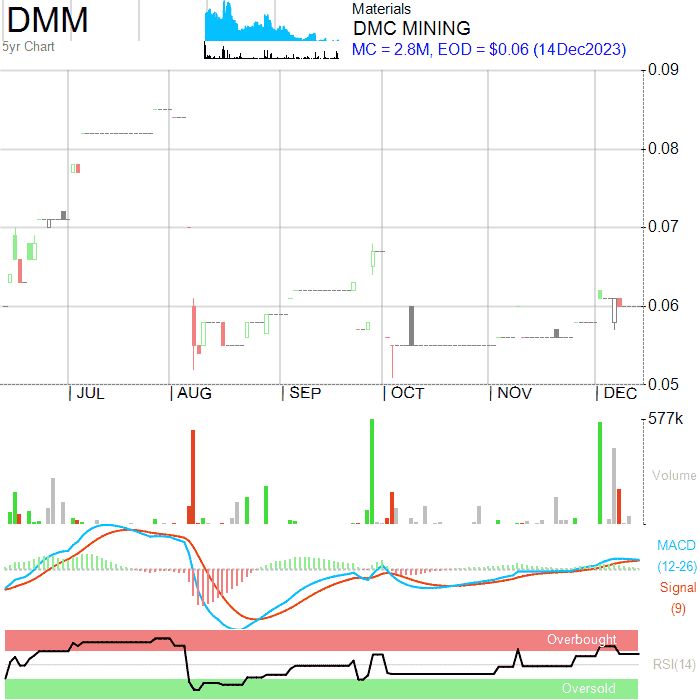 DMM
5yr Chart
Materials
DMC MINING
MC = 2.8M, EOD = $0.06 (14Dec2023)
0.09
0.08
0.07
0.06
0.05
JUL AUG SEP OCT NOV DEC
577k
Volume
MACD
(12-26)
Signal
(9)
Overbought
RSI(14)
Oversold